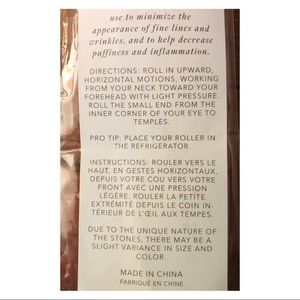 use to minimize the
appearance of fine lines and
wrinkles, and to help decrease
puffiness and inflammation.
DIRECTIONS: ROLL IN UPWARD,
HORIZONTAL MOTIONS, WORKING
FROM YOUR NECK TOWARD YOUR
FOREHEAD WITH LIGHT PRESSURE.
ROLL THE SMALL END FROM THE
INNER CORNER OF YOUR EYE TO
TEMPLES.
PRO TIP: PLACE YOUR ROLLER IN
THE REFRIGERATOR.
INSTRUCTIONS: ROULER VERS LE
HAUT, EN GESTES HORIZONTAUX,
DEPUIS VOTRE COU VERS VOTRE
FRONT AVEC UNE PRESSION
LÉGÈRE. ROULER LA PETITE
EXTRÉMITÉ DEPUIS LE COIN IN-
TÉRIEUR DE L'ŒIL AUX TEMPES.
DUE TO THE UNIQUE NATURE OF
THE STONES, THERE MAY BE A
SLIGHT VARIANCE IN SIZE AND
COLOR.
MADE IN CHINA
FABRIQUÉ EN CHINE